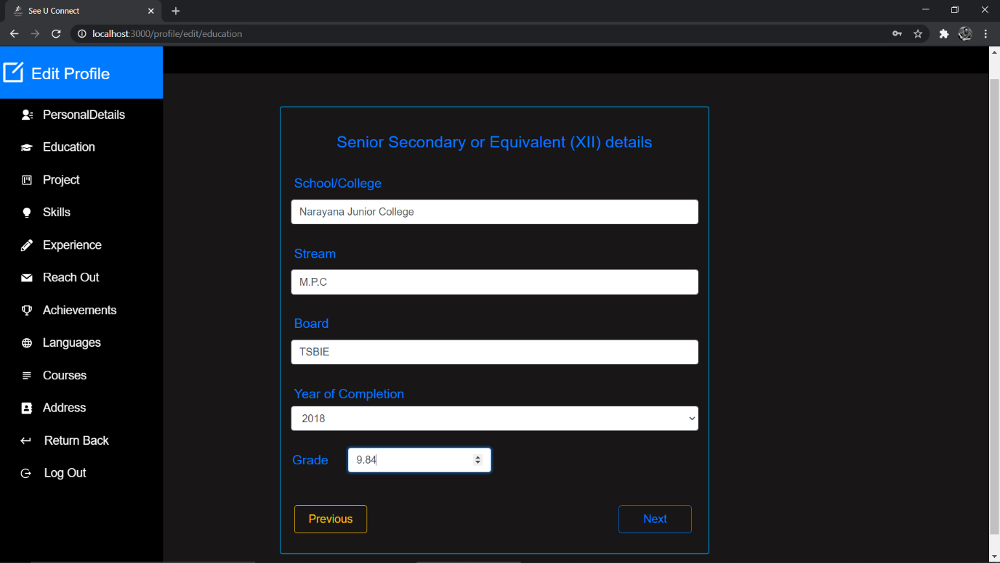 See U Connect
localhost:3000/profile/edit/education
Edit Profile
PersonalDetails
Education
Project
Skills
Experience
Reach Out
Achievements
Languages
Courses
Address
Return Back
Log Out
Senior Secondary or Equivalent (XII) details
School/College
Narayana Junior College
Stream
M.P.C
Board
TSBIE
Year of Completion
2018
Grade 9.84
Previous Next